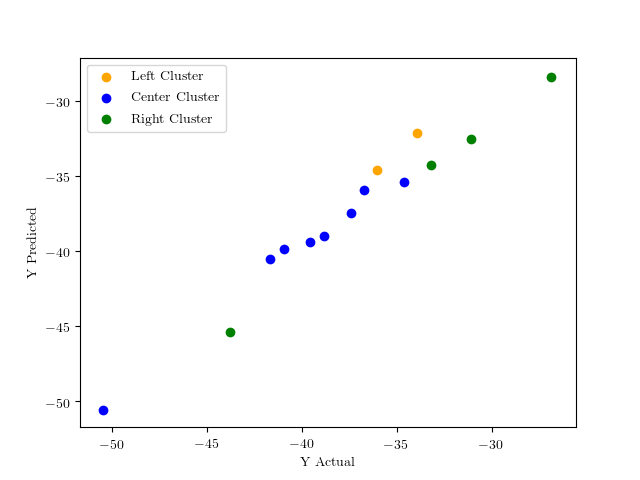 Left Cluster
Center Cluster
Right Cluster
−30
−35
−40
−45
−50
Y Predicted
−50 −45 −40 −35 −30
Y Actual